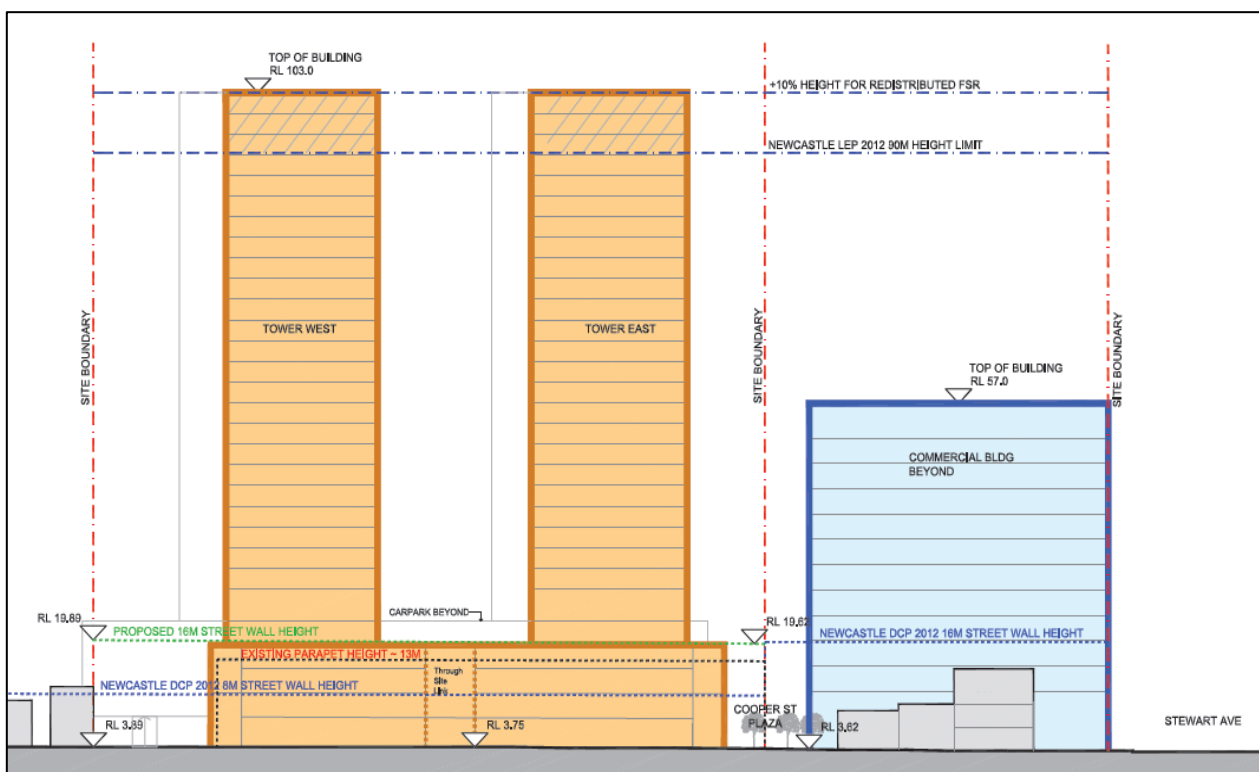 TOP OF BUILDING
RL 103.0
+10% HEIGHT FOR REDISTRIBUTED FSR
NEWCASTLE LEP 2012 90M HEIGHT LIMIT
SITE BOUNDARY
TOWER WEST
TOWER EAST
SITE BOUNDARY
SITE BOUNDARY
TOP OF BUILDING
RL 57.0
COMMERCIAL BLDG
BEYOND
CARPARK BEYOND
RL 19.89
PROPOSED 16M STREET WALL HEIGHT
RL 19.62
NEWCASTLE DCP 2012 16M STREET WALL HEIGHT
EXISTING PARAPET HEIGHT ~ 13M
Through
Site
Link
NEWCASTLE DCP 2012 8M STREET WALL HEIGHT
COOPER ST
PLAZA
RL 3.89
RL 3.75
RL 3.62
STEWART AVE